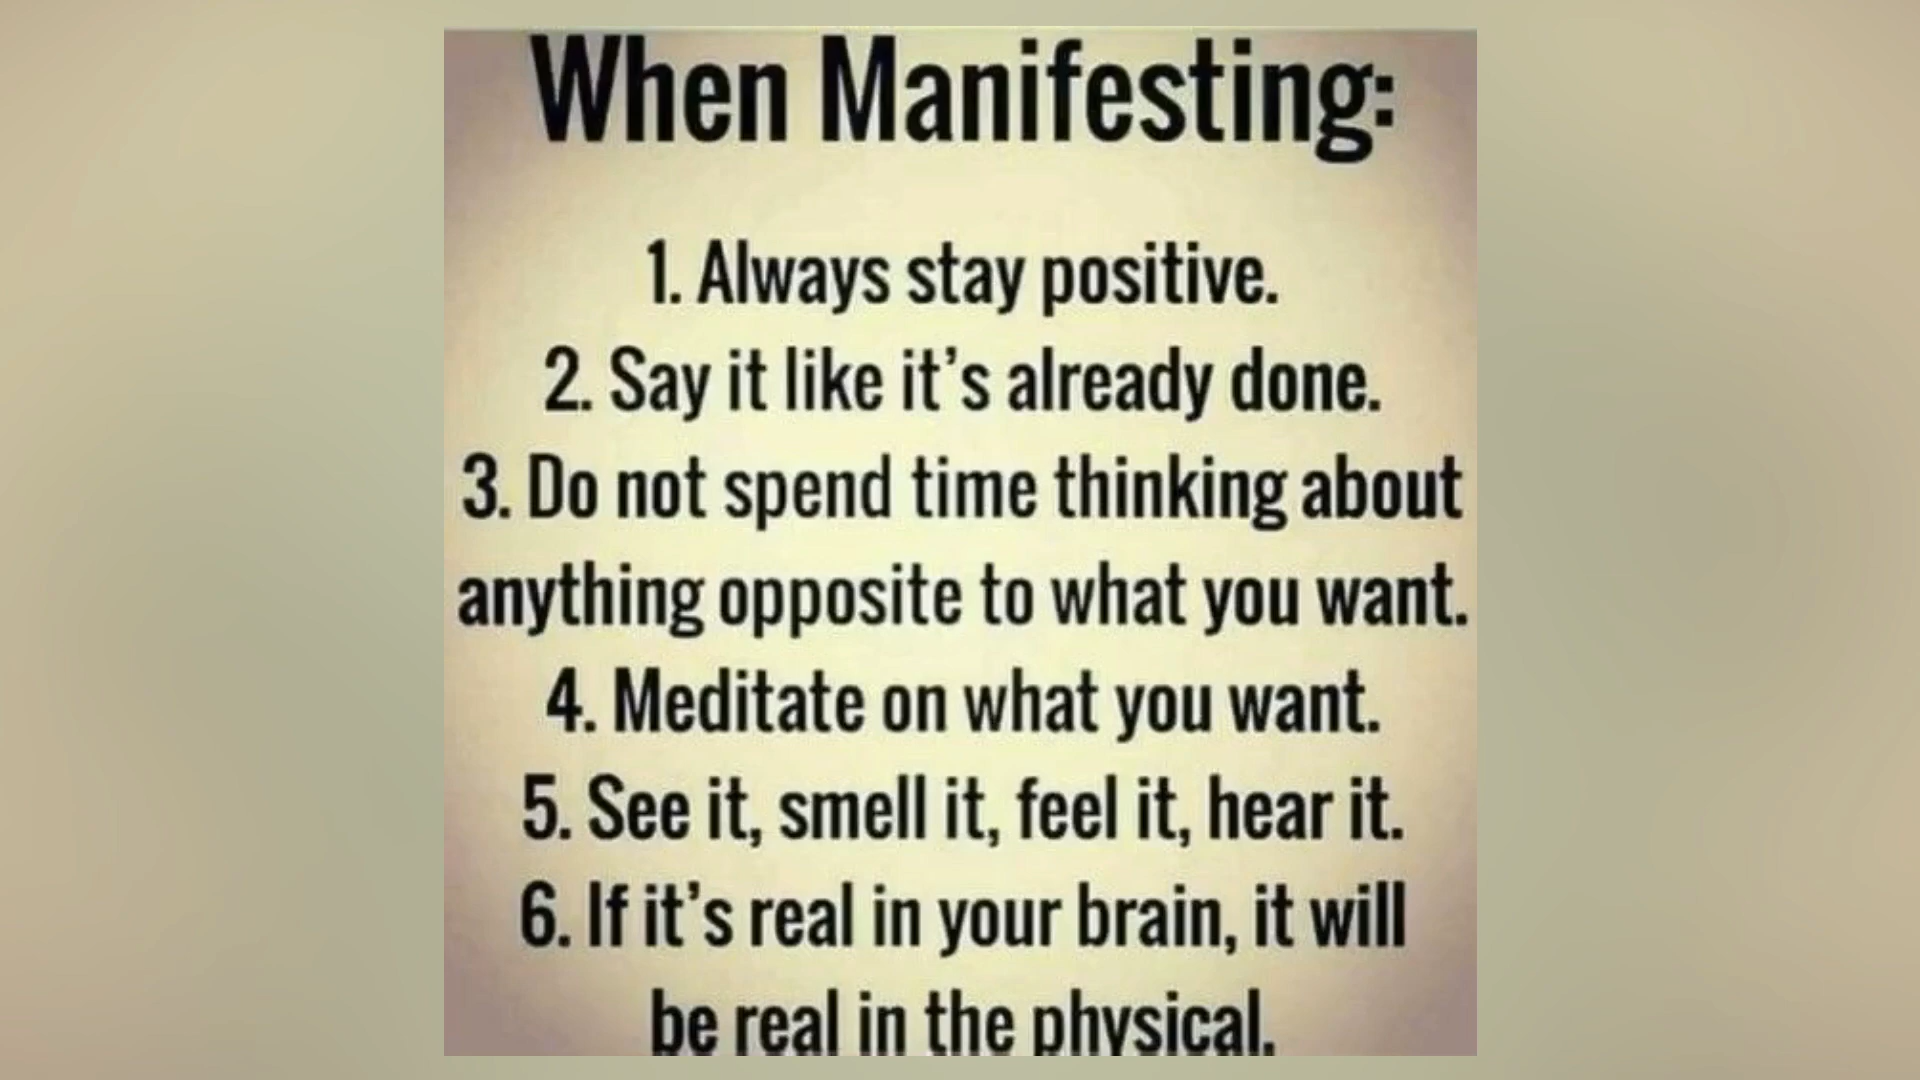 When Manifesting:
1. Always stay positive.
2. Say it like it's already done.
3. Do not spend time thinking about
anything opposite to what you want.
4. Meditate on what you want.
5. See it, smell it, feel it, hear it.
6. If it's real in your brain, it will
be real in the physical.